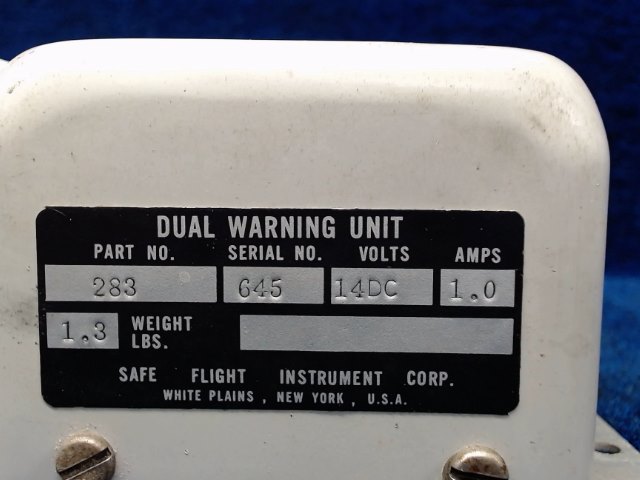 DUAL WARNING UNIT
PART NO. SERIAL NO. VOLTS AMPS
283 645 14DC 1.0
1.3 WEIGHT LBS.
SAFE FLIGHT INSTRUMENT CORP.
WHITE PLAINS, NEW YORK, U.S.A.